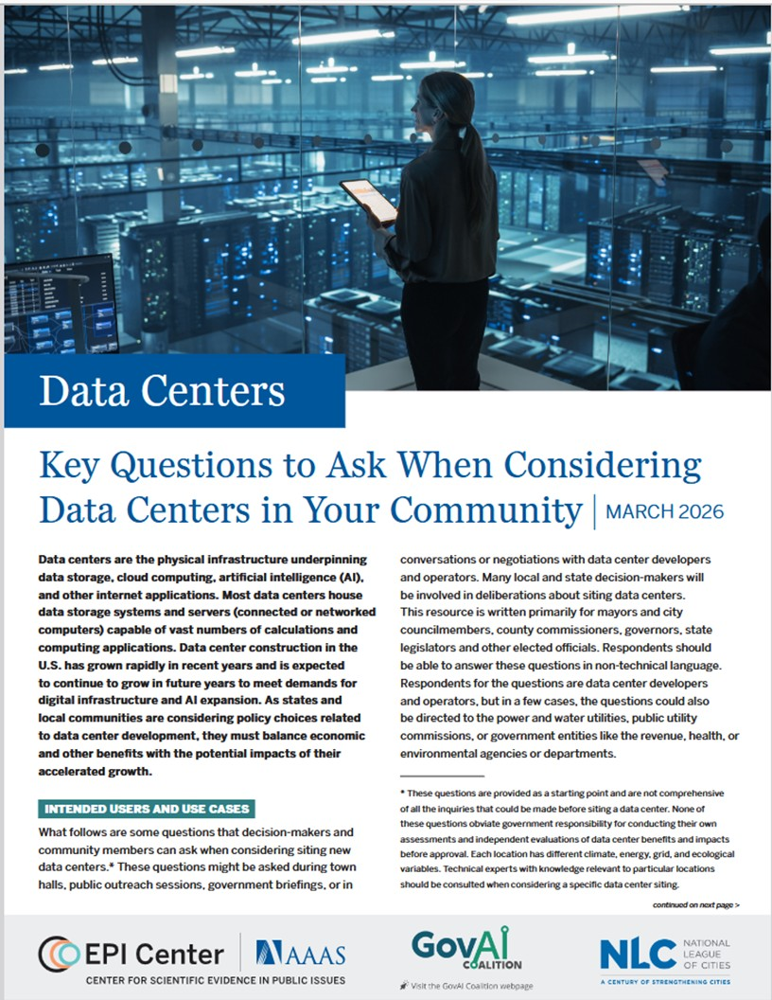 Data Centers
Key Questions to Ask When Considering
Data Centers in Your Community | MARCH 2026
Data centers are the physical infrastructure underpinning
data storage, cloud computing, artificial intelligence (AI),
and other internet applications. Most data centers house
data storage systems and servers (connected or networked
computers) capable of vast numbers of calculations and
computing applications. Data center construction in the
U.S. has grown rapidly in recent years and is expected
to continue to grow in future years to meet demands for
digital infrastructure and AI expansion. As states and
local communities are considering policy choices related
to data center development, they must balance economic
and other benefits with the potential impacts of their
accelerated growth.
INTENDED USERS AND USE CASES
What follows are some questions that decision-makers and
community members can ask when considering siting new
data centers.* These questions might be asked during town
halls, public outreach sessions, government briefings, or in
conversations or negotiations with data center developers
and operators. Many local and state decision-makers will
be involved in deliberations about siting data centers.
This resource is written primarily for mayors and city
councilmembers, county commissioners, governors, state
legislators and other elected officials. Respondents should
be able to answer these questions in non-technical language.
Respondents for the questions are data center developers
and operators, but in a few cases, the questions could also
be directed to the power and water utilities, public utility
commissions, or government entities like the revenue, health, or
environmental agencies or departments.
* These questions are provided as a starting point and are not comprehensive
of all the inquiries that could be made before siting a data center. None of
these questions obviate government responsibility for conducting their own
assessments and independent evaluations of data center benefits and impacts
before approval. Each location has different climate, energy, grid, and ecological
variables. Technical experts with knowledge relevant to particular locations
should be consulted when considering a specific data center siting.
continued on next page >
EPI Center | AAAS
CENTER FOR SCIENTIFIC EVIDENCE IN PUBLIC ISSUES
GovAI
COALITION
Visit the GovAI Coalition webpage
NLC NATIONAL
LEAGUE
OF CITIES
A CENTURY OF STRENGTHENING CITIES